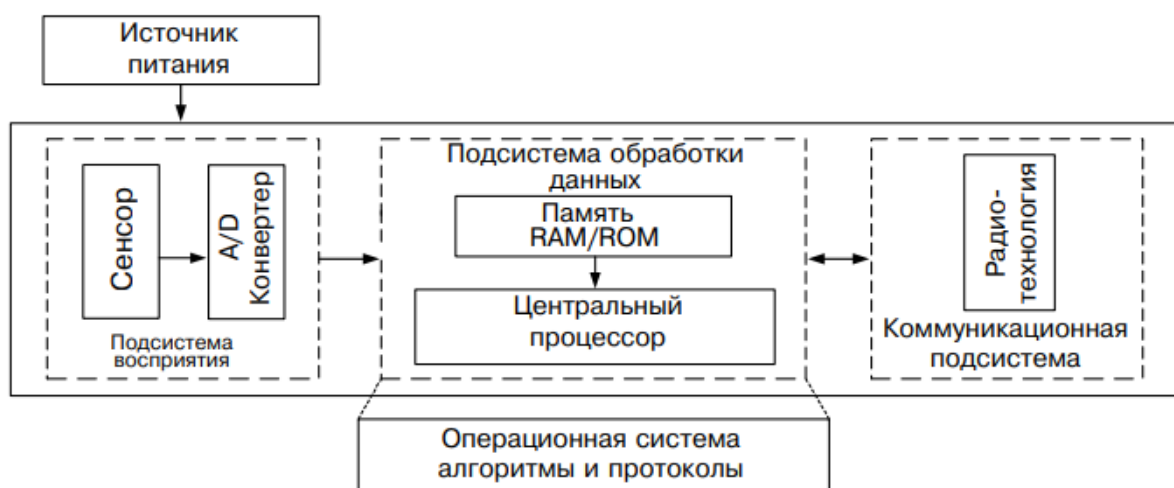 Источник
питания
Сенсор
A/D
Конвертер
Подсистема
восприятия
Подсистема обработки
данных
Память
RAM/ROM
Центральный
процессор
Радио-
технология
Коммуникационная
подсистема
Операционная система
алгоритмы и протоколы